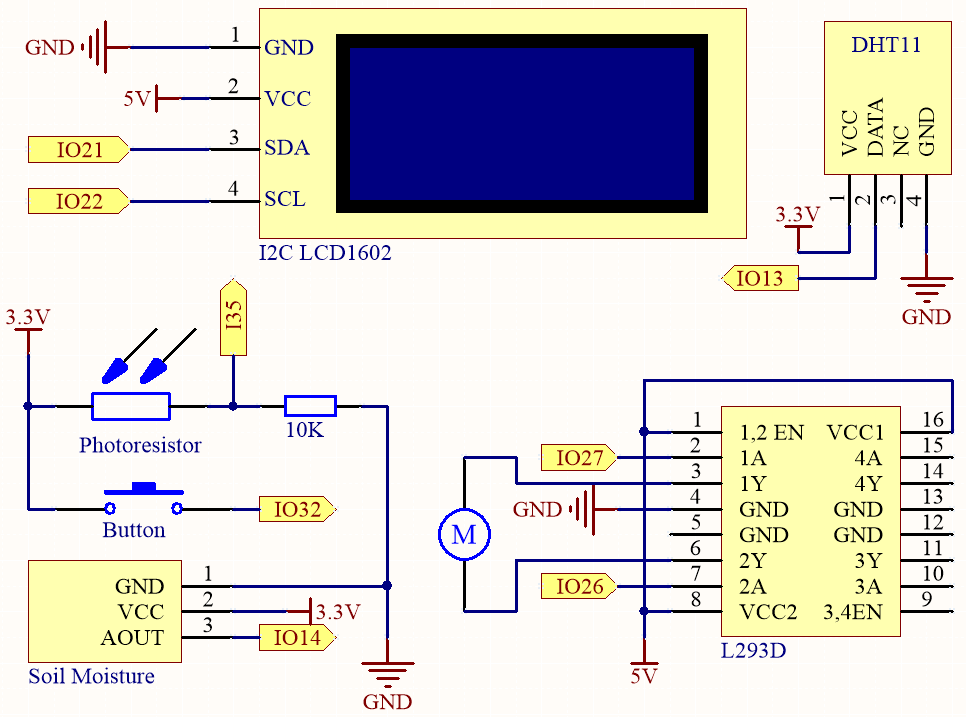 GND 1 GND
5V 2 VCC
IO21 3 SDA
IO22 4 SCL
I2C LCD1602
DHT11
VCC DATA NC GND
1 2 3 4
3.3V
IO13
GND
3.3V
I35
Photoresistor
10K
Button
IO32
GND 1
VCC 2 3.3V
AOUT 3 IO14
Soil Moisture
GND
1 1,2 EN VCC1 16
IO27 2 1A 4A 15
3 1Y 4Y 14
GND 4 GND GND 13
5 GND GND 12
M
6 2Y 3Y 11
IO26 7 2A 3A 10
8 VCC2 3,4EN 9
L293D
5V